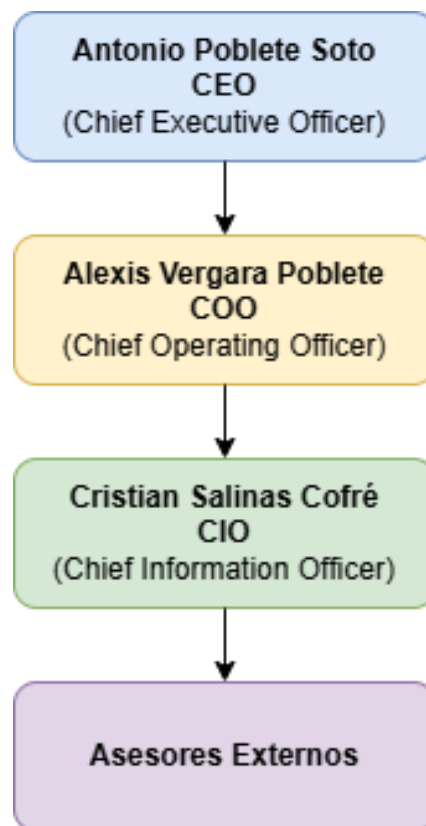 Antonio Poblete Soto
CEO
(Chief Executive Officer)
Alexis Vergara Poblete
COO
(Chief Operating Officer)
Cristian Salinas Cofré
CIO
(Chief Information Officer)
Asesores Externos